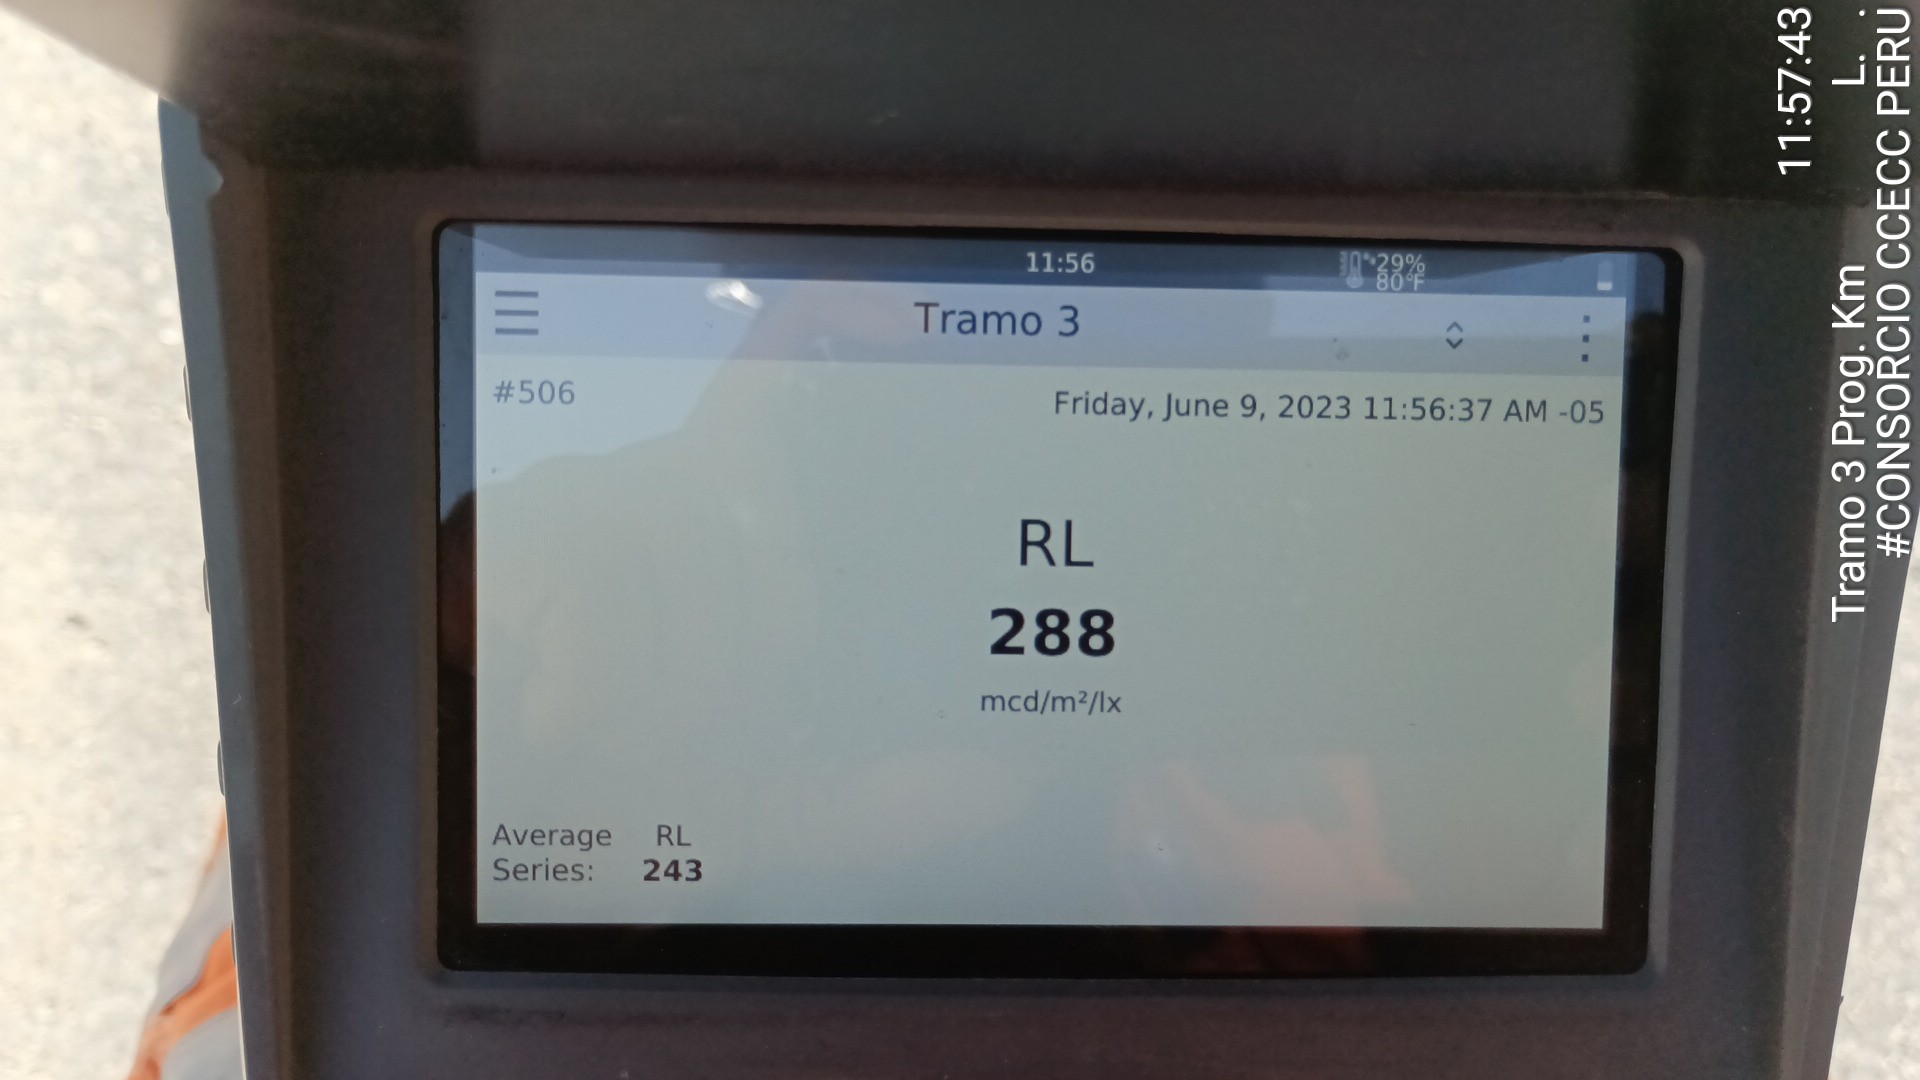 11:56
29%
80°F
Tramo 3
#506
Friday, June 9, 2023 11:56:37 AM -05
RL
288
mcd/m²/lx
Average RL
Series: 243
11:57:43
Tramo 3 Prog. Km L. .
#CONSORCIO CCECC PERU